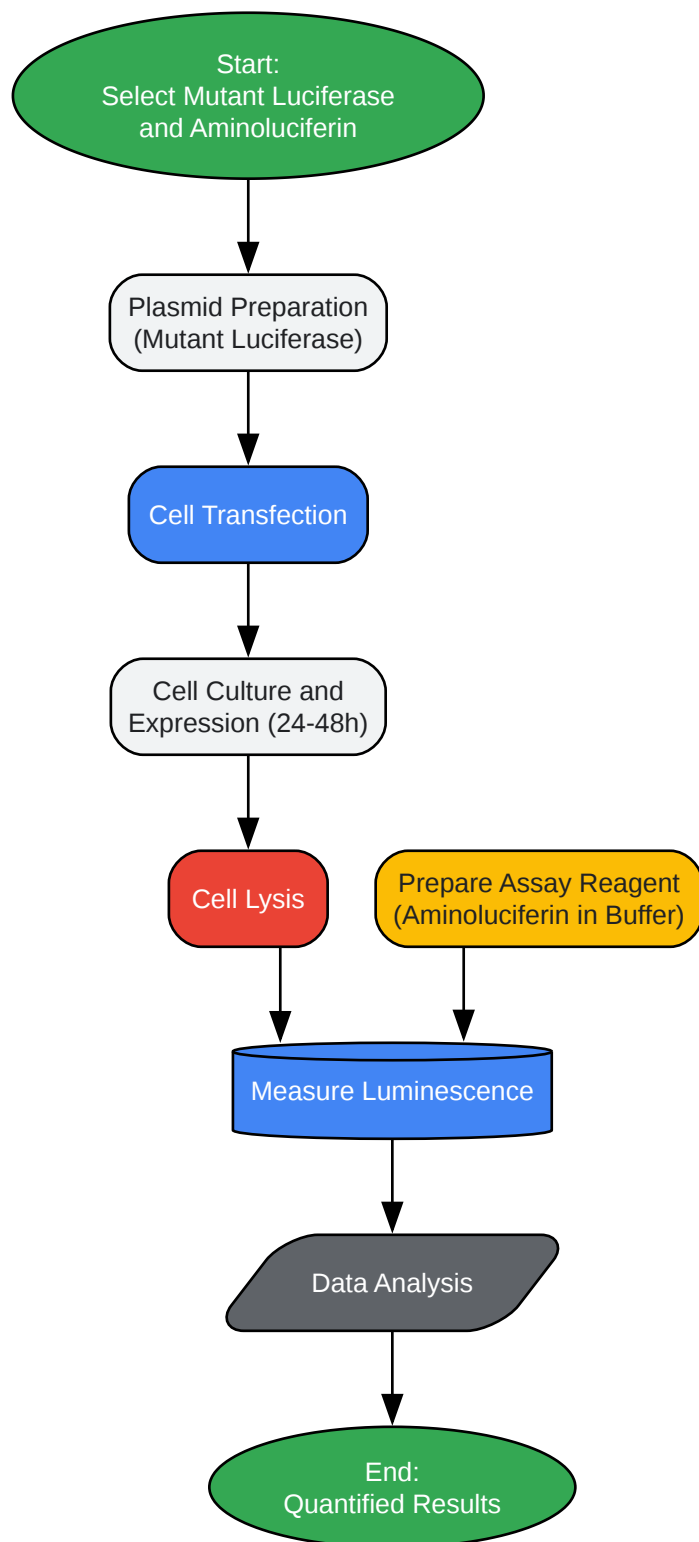 Start:
Select Mutant Luciferase
and Aminoluciferin
Plasmid Preparation
(Mutant Luciferase)
Cell Transfection
Cell Culture and
Expression (24-48h)
Cell Lysis
Prepare Assay Reagent
(Aminoluciferin in Buffer)
Measure Luminescence
Data Analysis
End:
Quantified Results